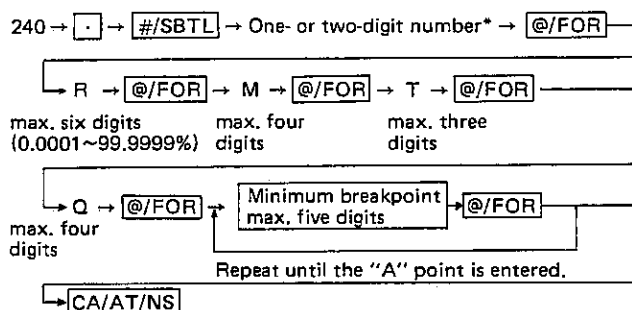 240 → · → #/SBTL → One- or two-digit number* → @/FOR
→ R → @/FOR → M → @/FOR → T → @/FOR
max. six digits max. four max. three
(0.0001~99.9999%) digits digits
→ Q → @/FOR → Minimum breakpoint → @/FOR
max. four max. five digits
digits
Repeat until the "A" point is entered.
→ CA/AT/NS